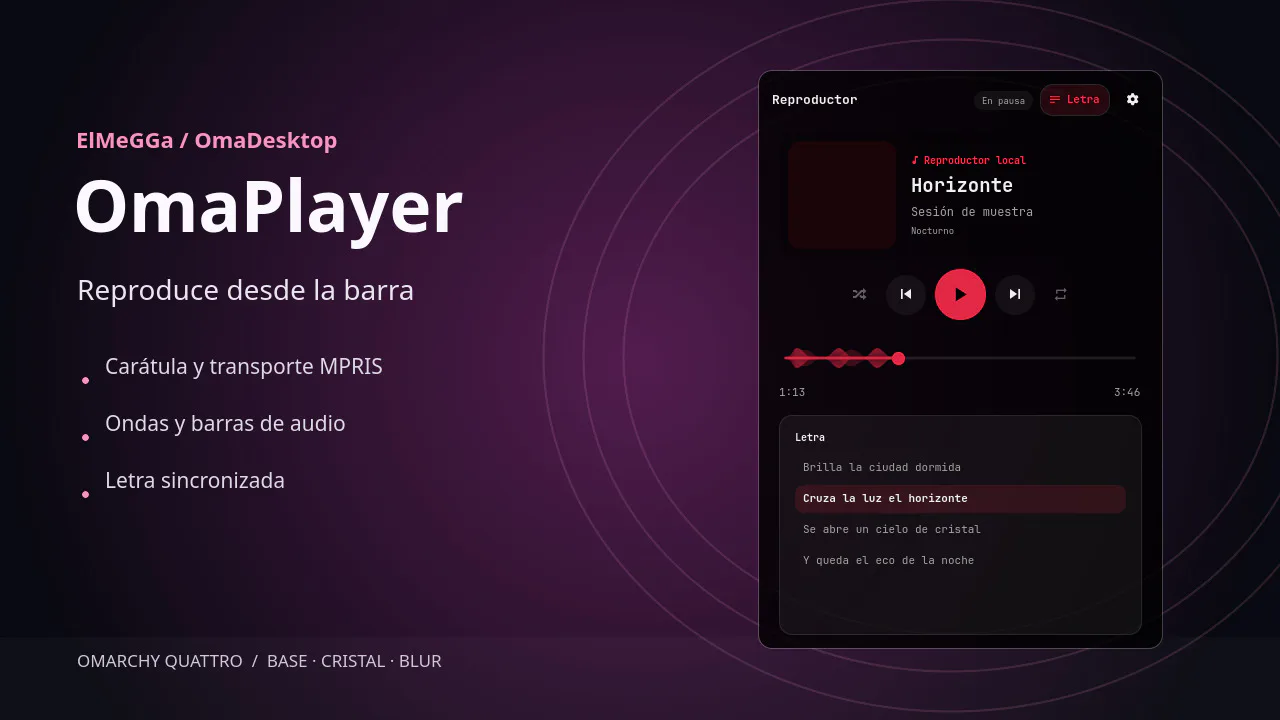 ElMeGGa / OmaDesktop
OmaPlayer
Reproduce desde la barra
Carátula y transporte MPRIS
Ondas y barras de audio
Letra sincronizada
OMARCHY QUATTRO / BASE · CRISTAL · BLUR
Reproductor
En pausa
Letra
Reproductor local
Horizonte
Sesión de muestra
Nocturno
1:13
3:46
Letra
Brilla la ciudad dormida
Cruza la luz el horizonte
Se abre un cielo de cristal
Y queda el eco de la noche